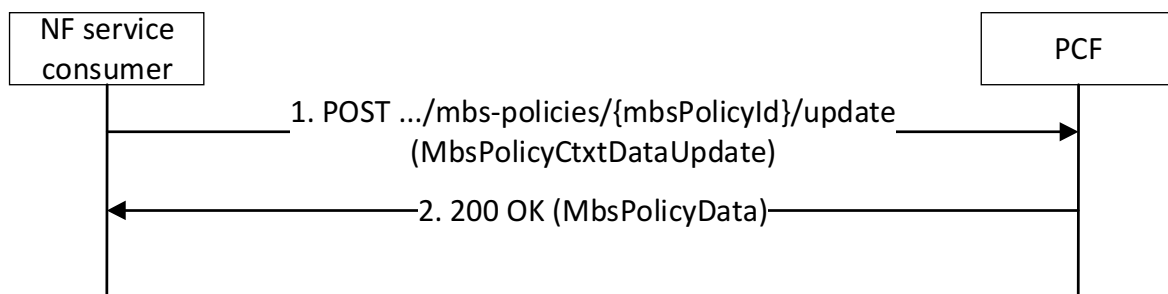 NF service
consumer
PCF
1. POST .../mbs-policies/{mbsPolicyId}/update
(MbsPolicyCtxtDataUpdate)
2. 200 OK (MbsPolicyData)